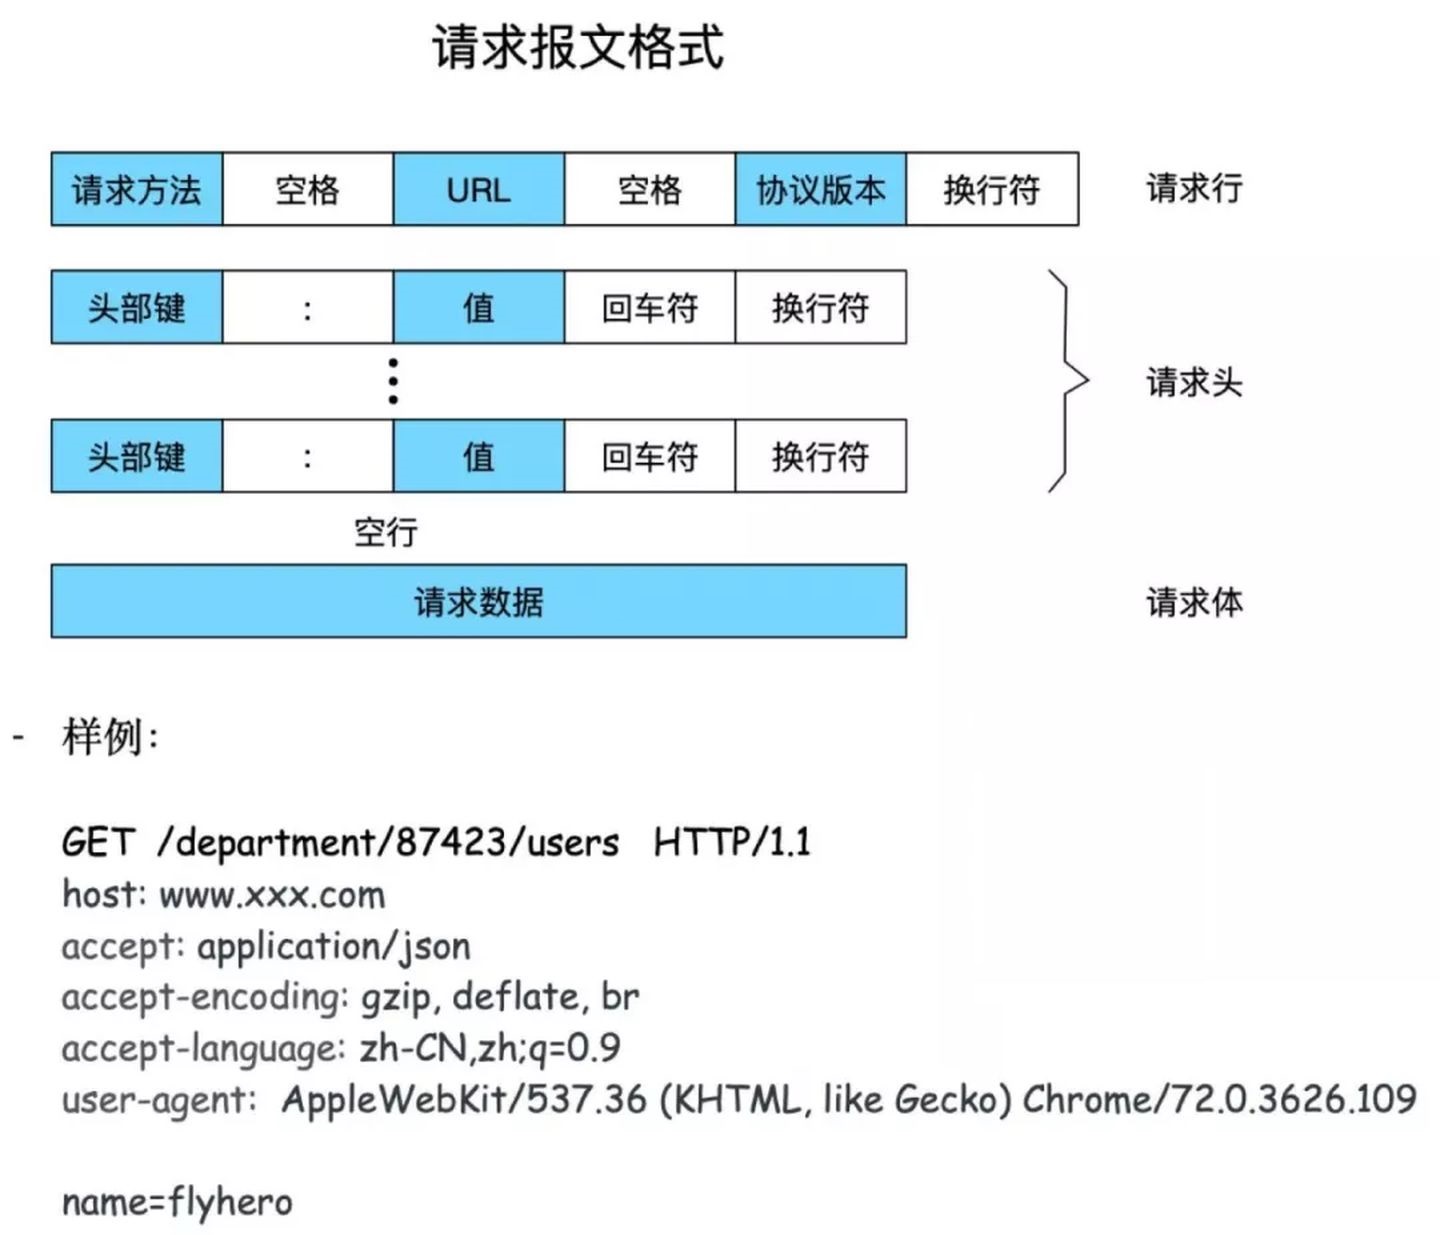 请求报文格式
请求方法 空格 URL 空格 协议版本 换行符 请求行
头部键 : 值 回车符 换行符
请求头
头部键 : 值 回车符 换行符
空行
请求数据 请求体
- 样例：
GET /department/87423/users HTTP/1.1
host: www.xxx.com
accept: application/json
accept-encoding: gzip, deflate, br
accept-language: zh-CN,zh;q=0.9
user-agent: AppleWebKit/537.36 (KHTML, like Gecko) Chrome/72.0.3626.109
name=flyhero